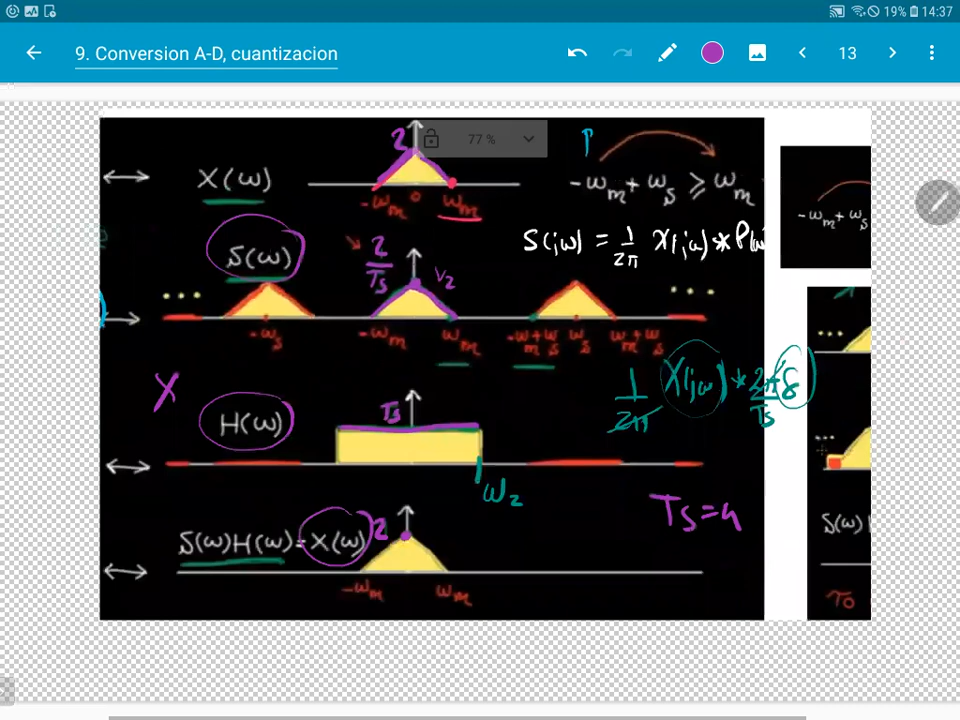 19% 14:37
9. Conversion A-D, cuantizacion
13
77 %
2
X(ω)
-ωm 0 ωm
-ωm + ωs ⩾ ωm
-ωm + ωs
S(jω) = 1/2π X(jω) * P(ω
S(ω)
2/Ts
1/2
... ...
-ωs -ωm ωm -ωm+ωs ωs ωm+ωs
1/2π X(jω) * 2π/Ts δ
X
H(ω)
Ts
ω2
Ts=4
S(ω)H(ω)=X(ω)
2
-ωm ωm
...
...
S(ω)